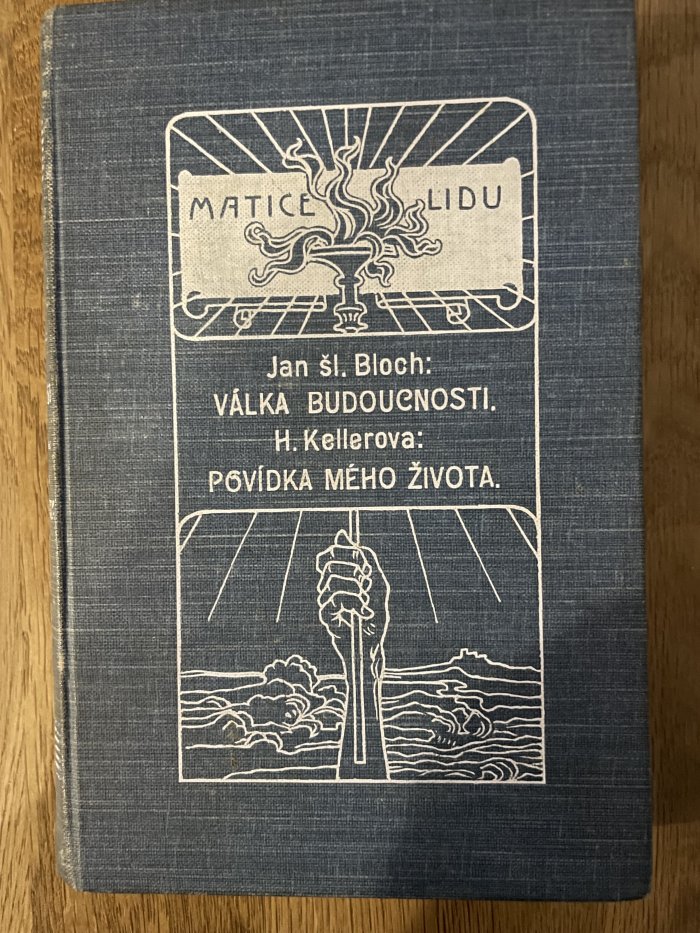 MATICE LIDU
Jan šl. Bloch:
VÁLKA BUDOUCNOSTI.
H. Kellerova:
POVÍDKA MÉHO ŽIVOTA.